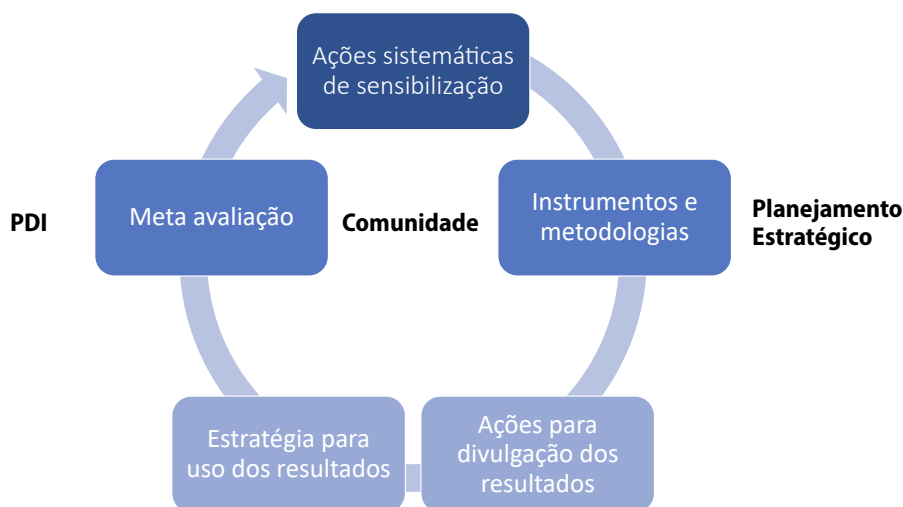 Ações sistemáticas
de sensibilização
PDI
Meta avaliação
Comunidade
Instrumentos e
metodologias
Planejamento
Estratégico
Estratégia para
uso dos resultados
Ações para
divulgação dos
resultados